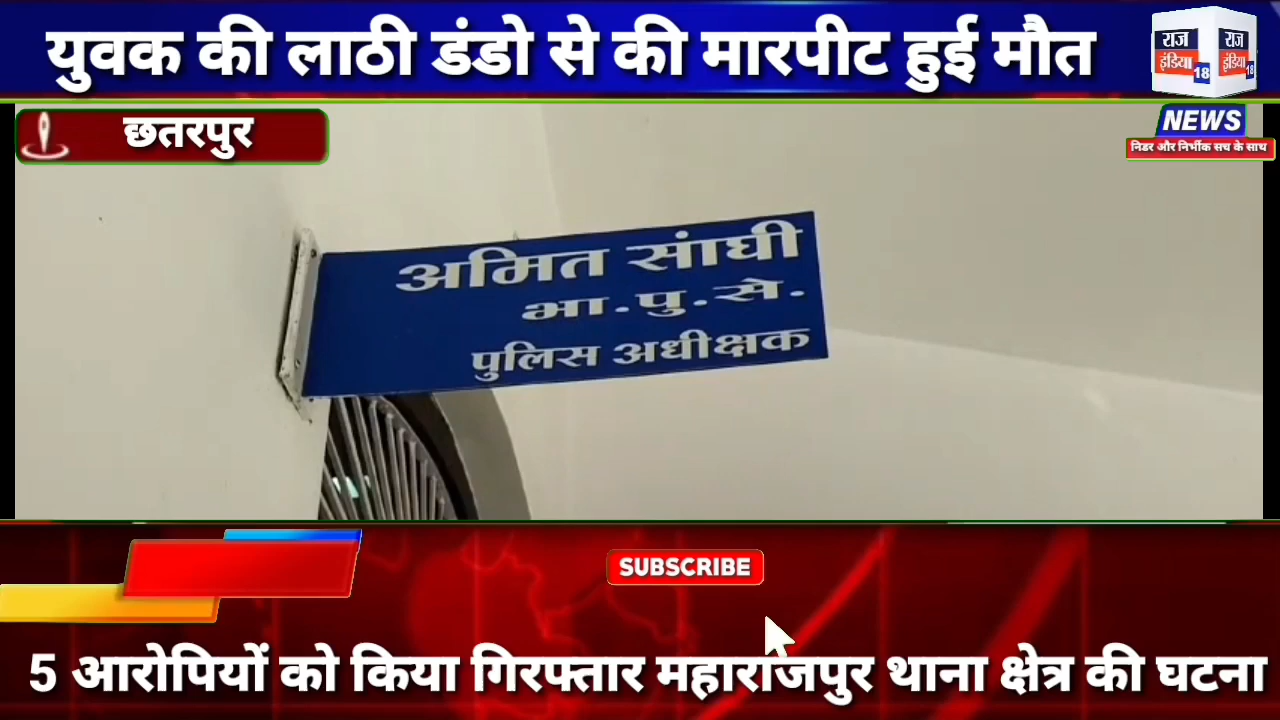 युवक की लाठी डंडो से की मारपीट हुई मौत
राज
इंडिया 18
राज
इंडिया 18
छतरपुर
NEWS
निडर और निर्भीक सच के साथ
अमित सांघी
भा.पु.से.
पुलिस अधीक्षक
SUBSCRIBE
5 आरोपियों को किया गिरफ्तार महाराजपुर थाना क्षेत्र की घटना